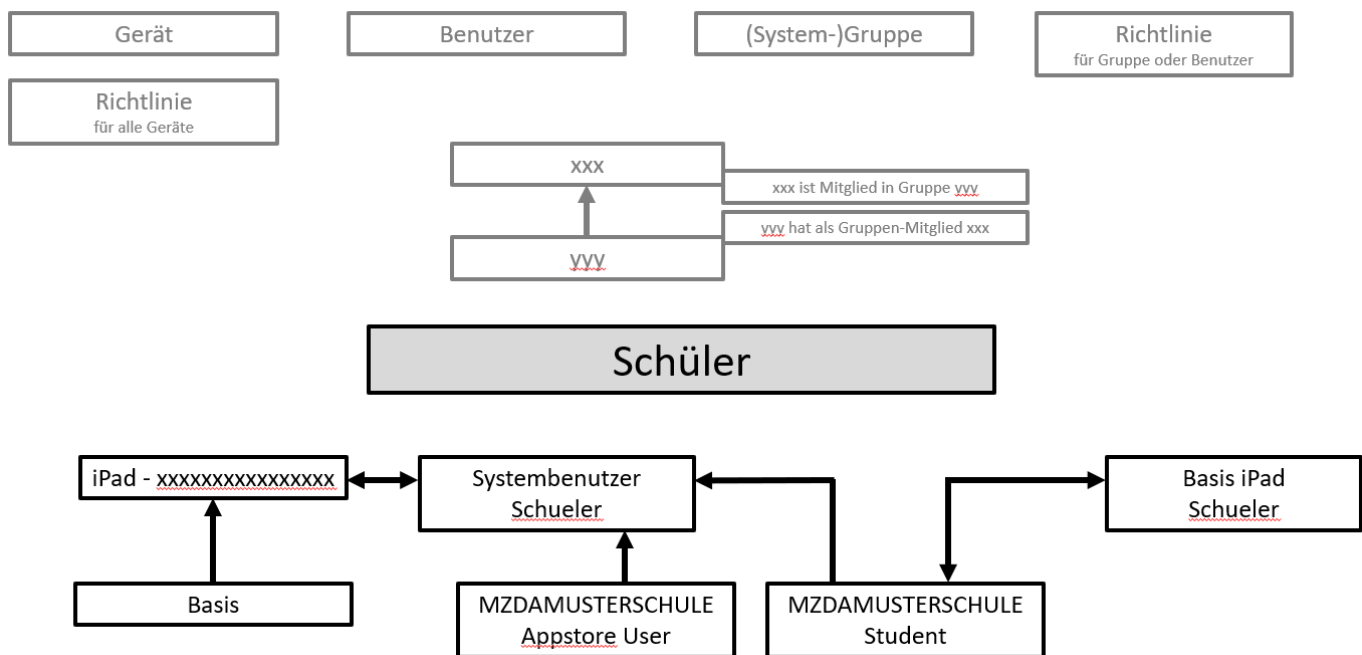 Gerät
Benutzer
(System-)Gruppe
Richtlinie
für Gruppe oder Benutzer
Richtlinie
für alle Geräte
xxx
xxx ist Mitglied in Gruppe yyy
yyy hat als Gruppen-Mitglied xxx
yyy
Schüler
iPad - xxxxxxxxxxxxxxxx
Systembenutzer
Schueler
Basis iPad
Schueler
Basis
MZDAMUSTERSCHULE
Appstore User
MZDAMUSTERSCHULE
Student